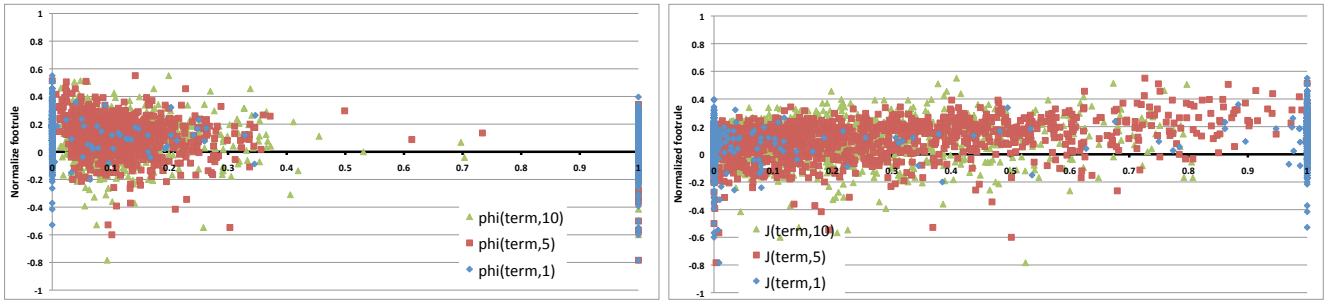 Normalize footrule
1
0.8
0.6
0.4
0.2
0
-0.2
-0.4
-0.6
-0.8
-1
0 0.1 0.2 0.3 0.4 0.5 0.6 0.7 0.8 0.9 1
phi(term,10)
phi(term,5)
phi(term,1)
Normalized footrule
1
0.8
0.6
0.4
0.2
0
-0.2
-0.4
-0.6
-0.8
-1
0 0.1 0.2 0.3 0.4 0.5 0.6 0.7 0.8 0.9 1
J(term,10)
J(term,5)
J(term,1)